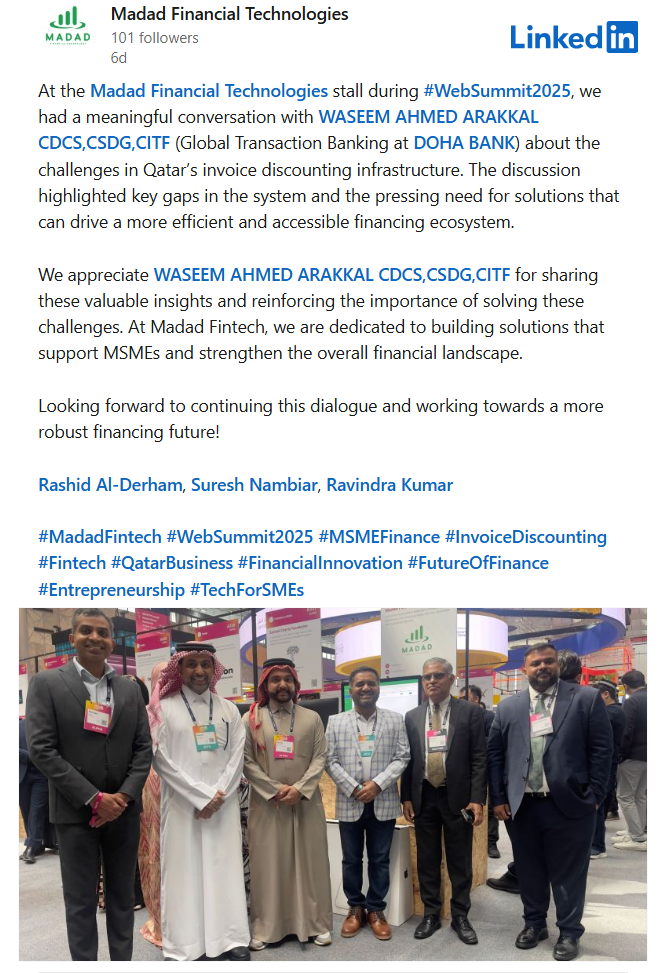 Madad Financial Technologies
101 followers
6d
MADAD
LinkedIn
At the Madad Financial Technologies stall during #WebSummit2025, we
had a meaningful conversation with WASEEM AHMED ARAKKAL
CDCS,CSDG,CITF (Global Transaction Banking at DOHA BANK) about the
challenges in Qatar’s invoice discounting infrastructure. The discussion
highlighted key gaps in the system and the pressing need for solutions that
can drive a more efficient and accessible financing ecosystem.
We appreciate WASEEM AHMED ARAKKAL CDCS,CSDG,CITF for sharing
these valuable insights and reinforcing the importance of solving these
challenges. At Madad Fintech, we are dedicated to building solutions that
support MSMEs and strengthen the overall financial landscape.
Looking forward to continuing this dialogue and working towards a more
robust financing future!
Rashid Al-Derham, Suresh Nambiar, Ravindra Kumar
#MadadFintech #WebSummit2025 #MSMEFinance #InvoiceDiscounting
#Fintech #QatarBusiness #FinancialInnovation #FutureOfFinance
#Entrepreneurship #TechForSMEs
MADAD